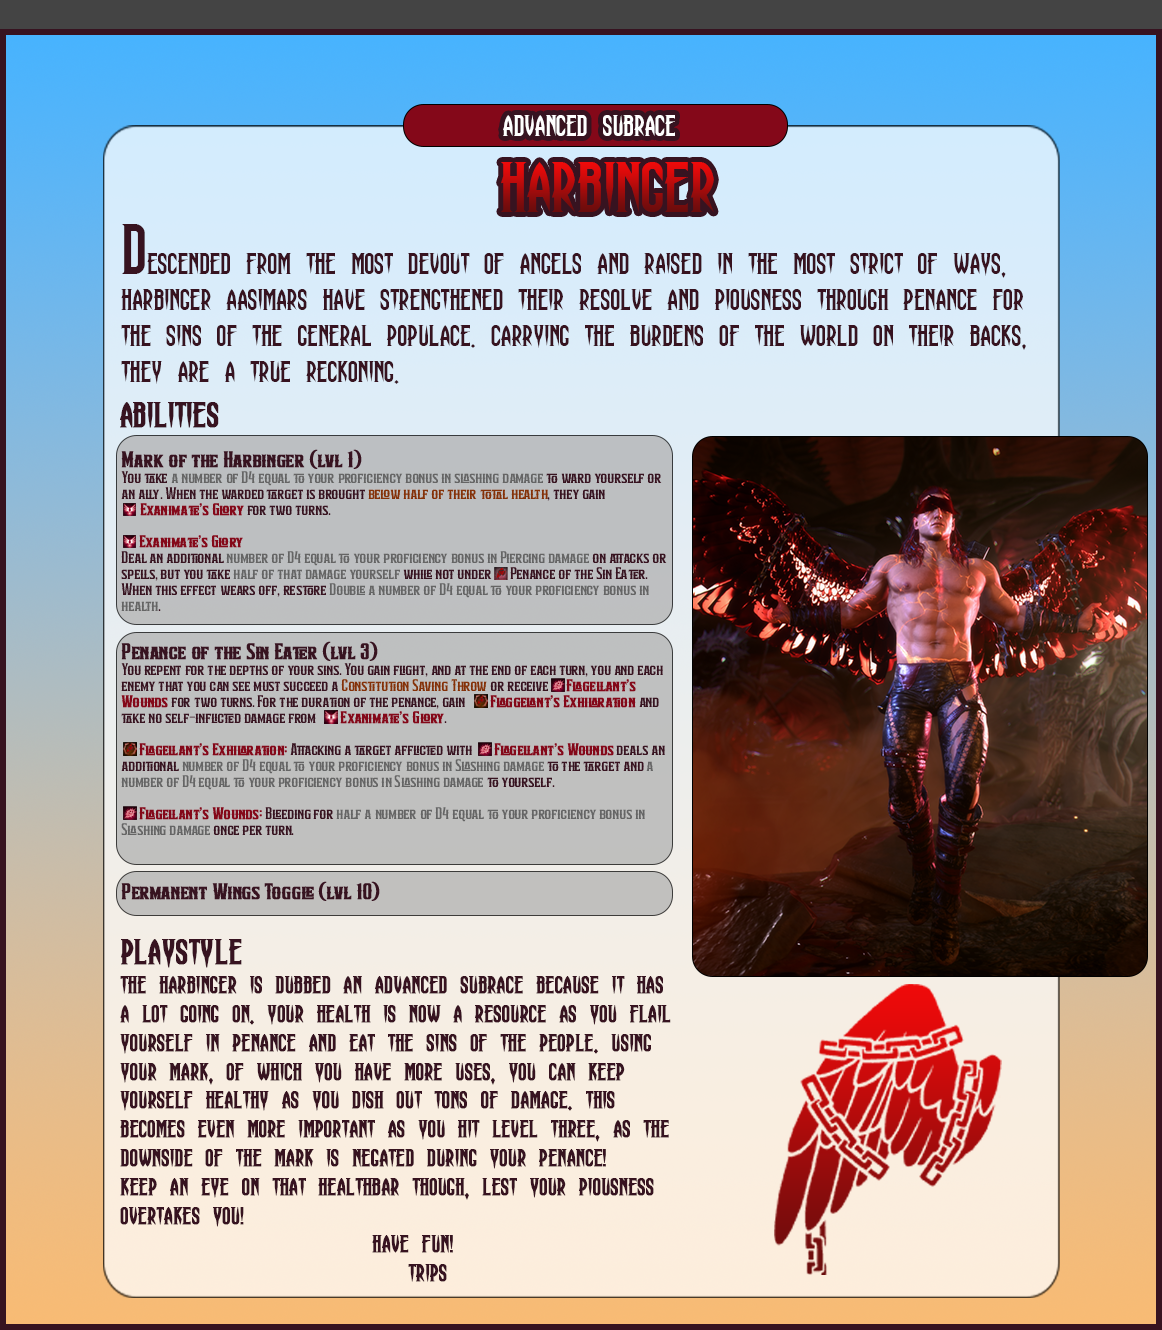 ADVANCED SUBRACE
HARBINGER
DESCENDED FROM THE MOST DEVOUT OF ANGELS AND RAISED IN THE MOST STRICT OF WAYS,
HARBINGER AASIMARS HAVE STRENGTHENED THEIR RESOLVE AND PIOUSNESS THROUGH PENANCE FOR
THE SINS OF THE GENERAL POPULACE. CARRYING THE BURDENS OF THE WORLD ON THEIR BACKS,
THEY ARE A TRUE RECKONING.
ABILITIES
Mark of the Harbinger (lvl 1)
You take a number of D4 equal to your proficiency bonus in slashing damage to ward yourself or
an ally. When the warded target is brought below half of their total health, they gain
Exanimate's Glory for two turns.
Exanimate's Glory
Deal an additional number of D4 equal to your proficiency bonus in Piercing damage on attacks or
spells, but you take half of that damage yourself while not under Penance of the Sin Eater.
When this effect wears off, restore Double a number of D4 equal to your proficiency bonus in
health.
Penance of the Sin Eater (lvl 3)
You repent for the depths of your sins. You gain flight, and at the end of each turn, you and each
enemy that you can see must succeed a Constitution Saving Throw or receive Flagellant's
Wounds for two turns. For the duration of the penance, gain Flaggelant's Exhilaration and
take no self-inflicted damage from Exanimate's Glory.
Flagellant's Exhilaration: Attacking a target afflicted with Flagellant's Wounds deals an
additional number of D4 equal to your proficiency bonus in Slashing damage to the target and a
number of D4 equal to your proficiency bonus in Slashing damage to yourself.
Flagellant's Wounds: Bleeding for half a number of D4 equal to your proficiency bonus in
Slashing damage once per turn.
Permanent Wings Toggle (lvl 10)
PLAYSTYLE
THE HARBINGER IS DUBBED AN ADVANCED SUBRACE BECAUSE IT HAS
A LOT GOING ON. YOUR HEALTH IS NOW A RESOURCE AS YOU FLAIL
YOURSELF IN PENANCE AND EAT THE SINS OF THE PEOPLE. USING
YOUR MARK, OF WHICH YOU HAVE MORE USES, YOU CAN KEEP
YOURSELF HEALTHY AS YOU DISH OUT TONS OF DAMAGE. THIS
BECOMES EVEN MORE IMPORTANT AS YOU HIT LEVEL THREE, AS THE
DOWNSIDE OF THE MARK IS NEGATED DURING YOUR PENANCE!
KEEP AN EYE ON THAT HEALTHBAR THOUGH, LEST YOUR PIOUSNESS
OVERTAKES YOU!
HAVE FUN!
TRIPS